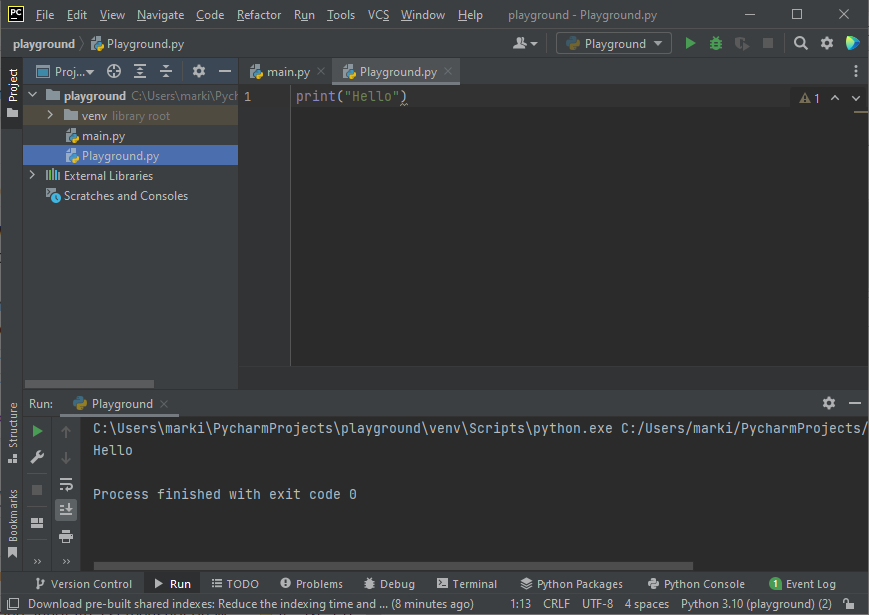 PC File Edit View Navigate Code Refactor Run Tools VCS Window Help playground - Playground.py
playground Playground.py Playground
Project
Proj... main.py Playground.py
playground C:\Users\marki\Pych 1 print("Hello") 1
venv library root
main.py
Playground.py
External Libraries
Scratches and Consoles
Structure
Bookmarks
Run: Playground
C:\Users\marki\PycharmProjects\playground\venv\Scripts\python.exe C:/Users/marki/PycharmProjects/
Hello
Process finished with exit code 0
Version Control Run TODO Problems Debug Terminal Python Packages Python Console 1 Event Log
Download pre-built shared indexes: Reduce the indexing time and ... (8 minutes ago) 1:13 CRLF UTF-8 4 spaces Python 3.10 (playground) (2)